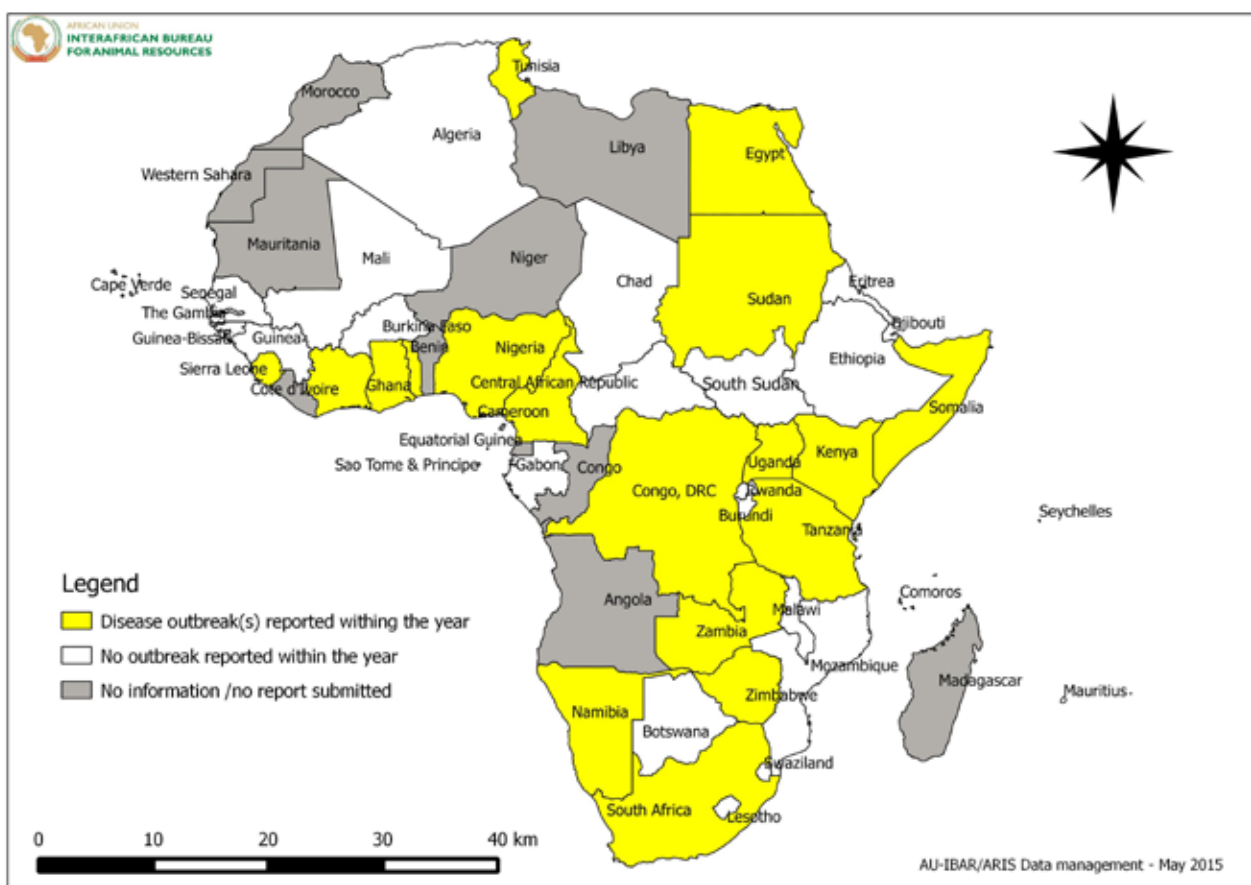 AFRICAN UNION
INTERAFRICAN BUREAU
FOR ANIMAL RESOURCES
Tunisia
Morocco
Algeria
Libya
Egypt
Western Sahara
Mauritania
Mali
Niger
Chad
Sudan
Eritrea
Cape Verde
Senegal
The Gambia
Guinea-Bissau
Guinea
Burkina Faso
Benin
Nigeria
Djibouti
Ethiopia
Sierra Leone
Cote d'Ivoire
Ghana
Central African Republic
South Sudan
Somalia
Cameroon
Equatorial Guinea
Sao Tome & Principe
Gabon
Congo
Congo, DRC
Uganda
Kenya
Rwanda
Burundi
Tanzania
Seychelles
Comoros
Angola
Malawi
Zambia
Mozambique
Madagascar
Mauritius
Zimbabwe
Namibia
Botswana
Swaziland
South Africa
Lesotho
Legend
Disease outbreak(s) reported withing the year
No outbreak reported within the year
No information /no report submitted
0 10 20 30 40 km
AU-IBAR/ARIS Data management - May 2015